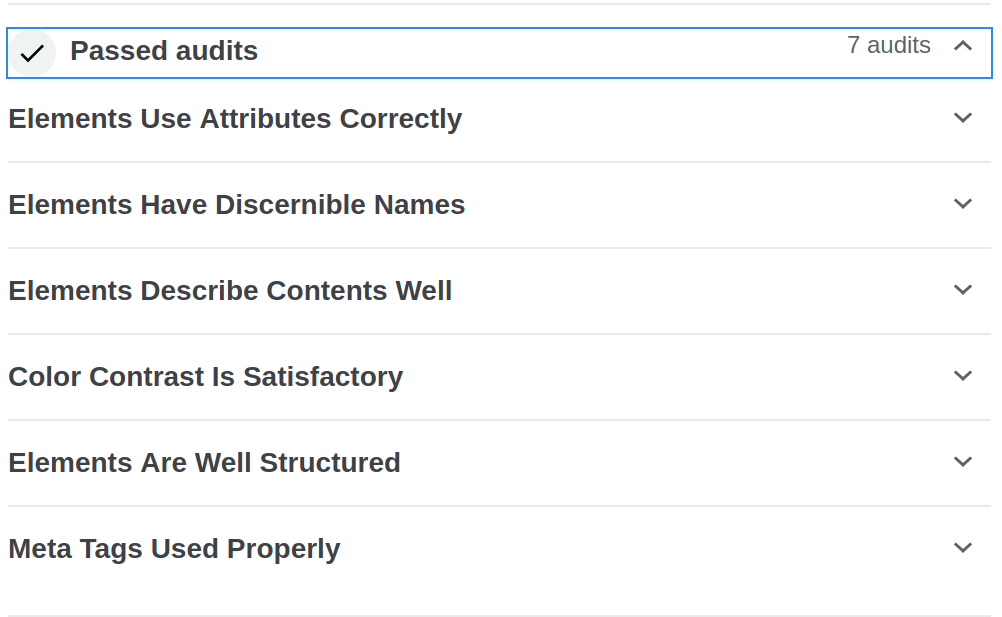 Passed audits 7 audits
Elements Use Attributes Correctly
Elements Have Discernible Names
Elements Describe Contents Well
Color Contrast Is Satisfactory
Elements Are Well Structured
Meta Tags Used Properly